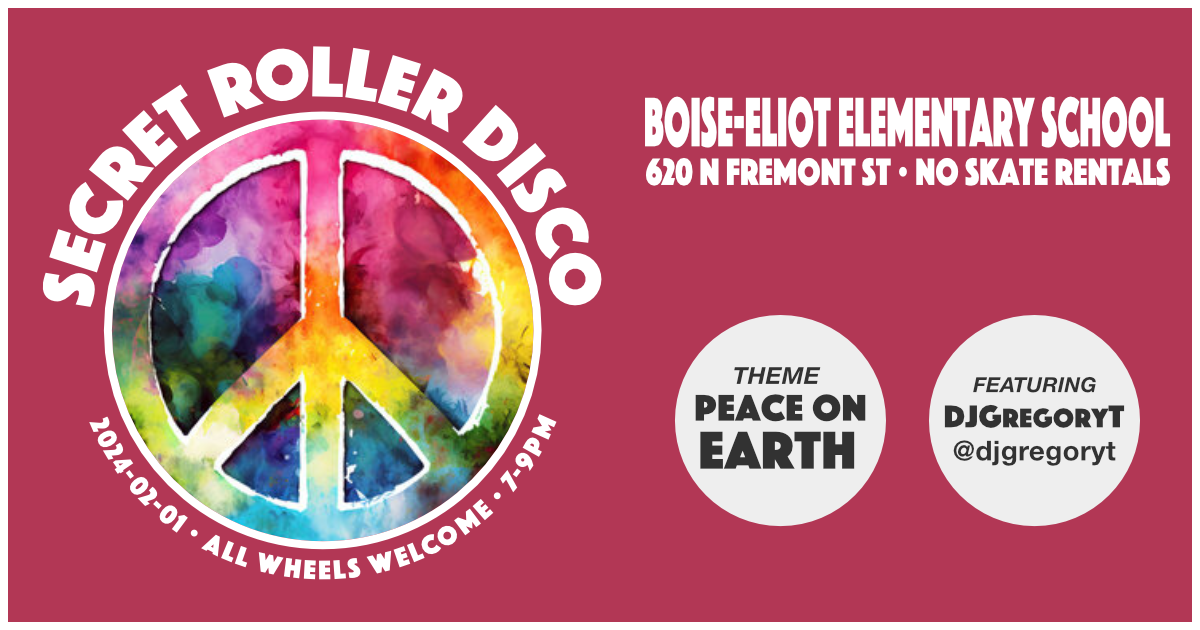 SECRET ROLLER DISCO
2024-02-01 • ALL WHEELS WELCOME • 7-9PM
BOISE-ELIOT ELEMENTARY SCHOOL
620 N FREMONT ST • NO SKATE RENTALS
THEME
PEACE ON
EARTH
FEATURING
DJGREGORYT
@djgregoryt